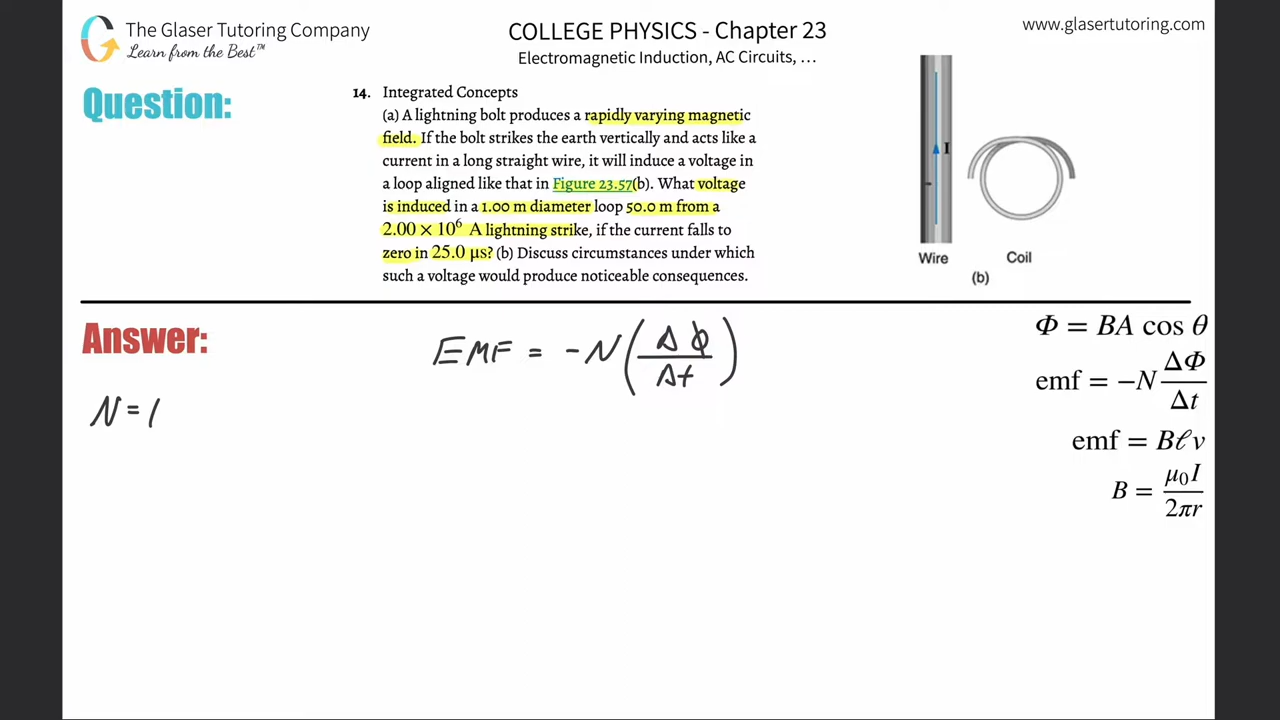 The Glaser Tutoring Company
Learn from the Best™
COLLEGE PHYSICS - Chapter 23
Electromagnetic Induction, AC Circuits, ...
www.glasertutoring.com
Question:
14. Integrated Concepts
(a) A lightning bolt produces a rapidly varying magnetic
field. If the bolt strikes the earth vertically and acts like a
current in a long straight wire, it will induce a voltage in
a loop aligned like that in Figure 23.57(b). What voltage
is induced in a 1.00 m diameter loop 50.0 m from a
2.00 × 10⁶ A lightning strike, if the current falls to
zero in 25.0 μs? (b) Discuss circumstances under which
such a voltage would produce noticeable consequences.
I
Wire
Coil
(b)
Answer:
EMF = -N(Δϕ/Δt)
N = 1
Φ = BA cos θ
emf = −N ΔΦ/Δt
emf = Bℓv
B = μ₀I/2πr